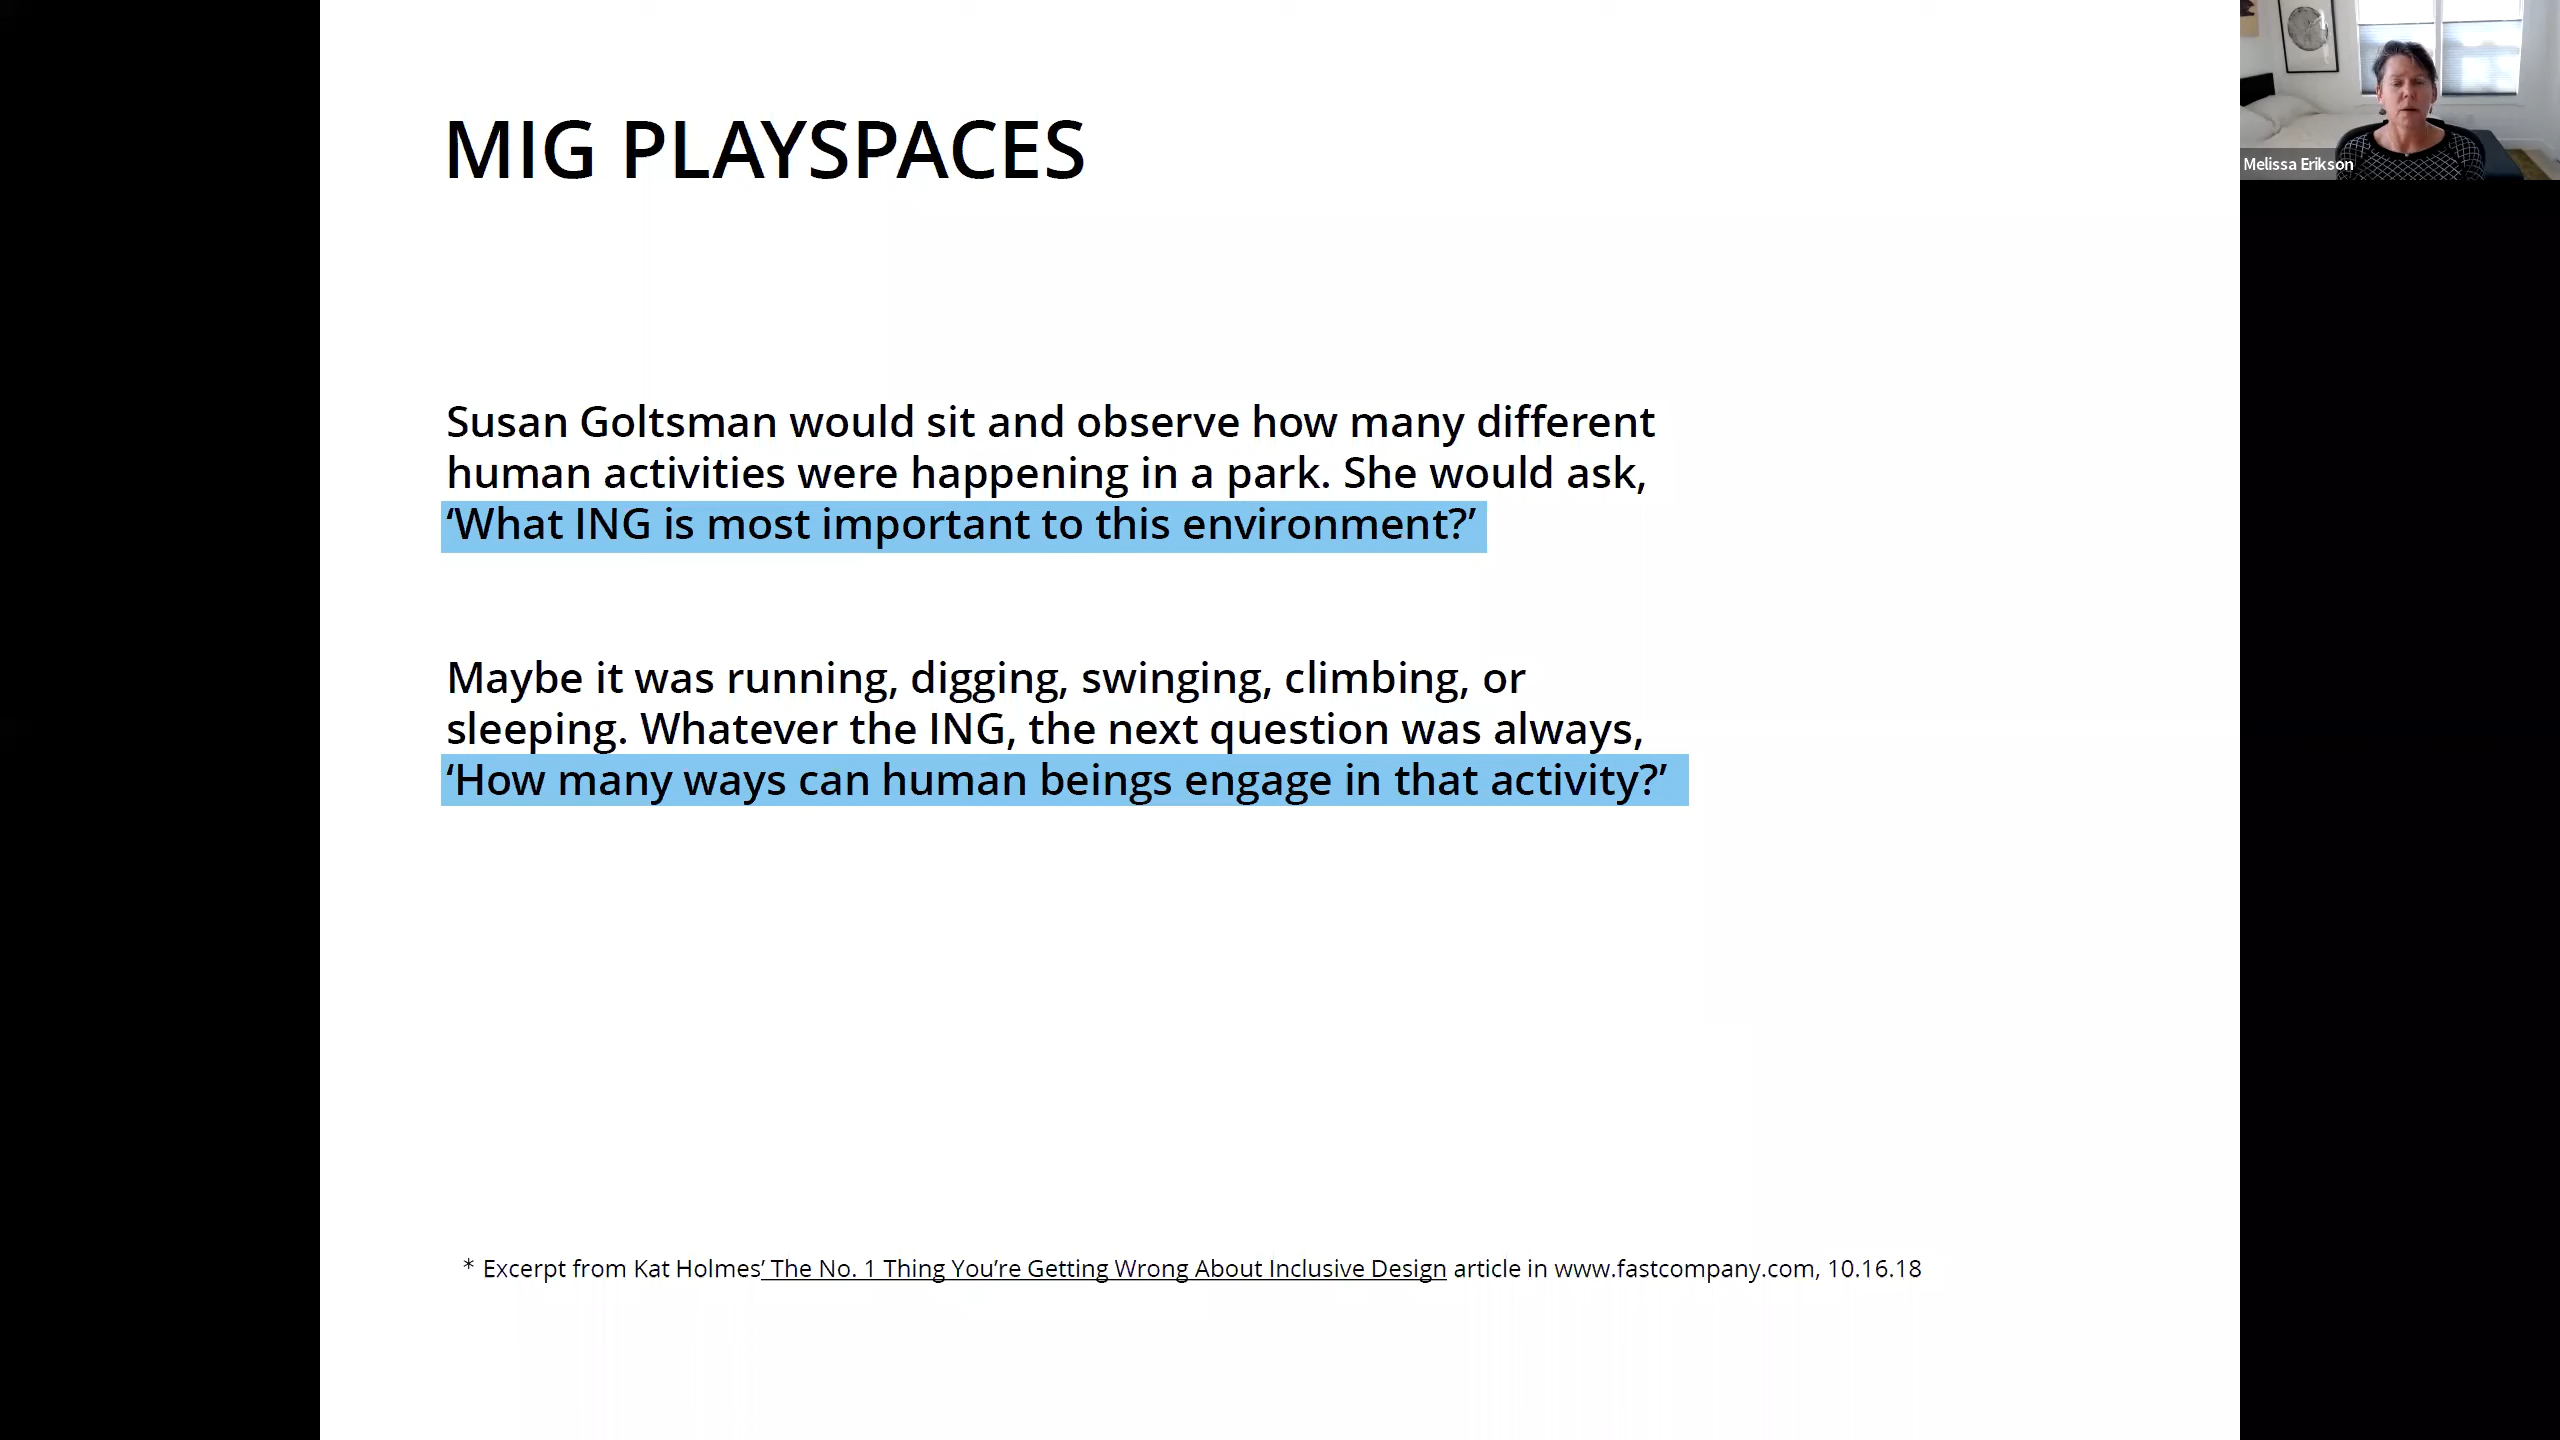 MIG PLAYSPACES
Melissa Erikson
Susan Goltsman would sit and observe how many different
human activities were happening in a park. She would ask,
‘What ING is most important to this environment?’
Maybe it was running, digging, swinging, climbing, or
sleeping. Whatever the ING, the next question was always,
‘How many ways can human beings engage in that activity?’
* Excerpt from Kat Holmes’ The No. 1 Thing You’re Getting Wrong About Inclusive Design article in www.fastcompany.com, 10.16.18